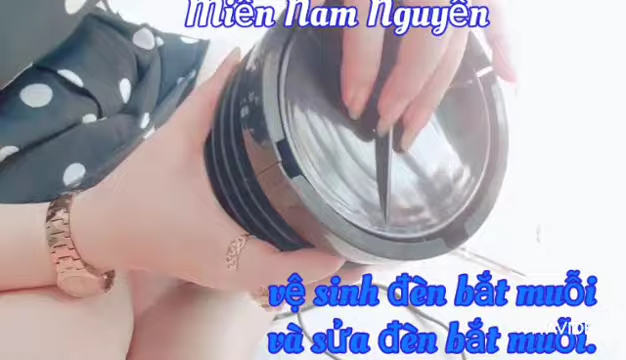 Miền Nam Nguyễn
vệ sinh đèn bắt muỗi
và sửa đèn bắt muỗi.